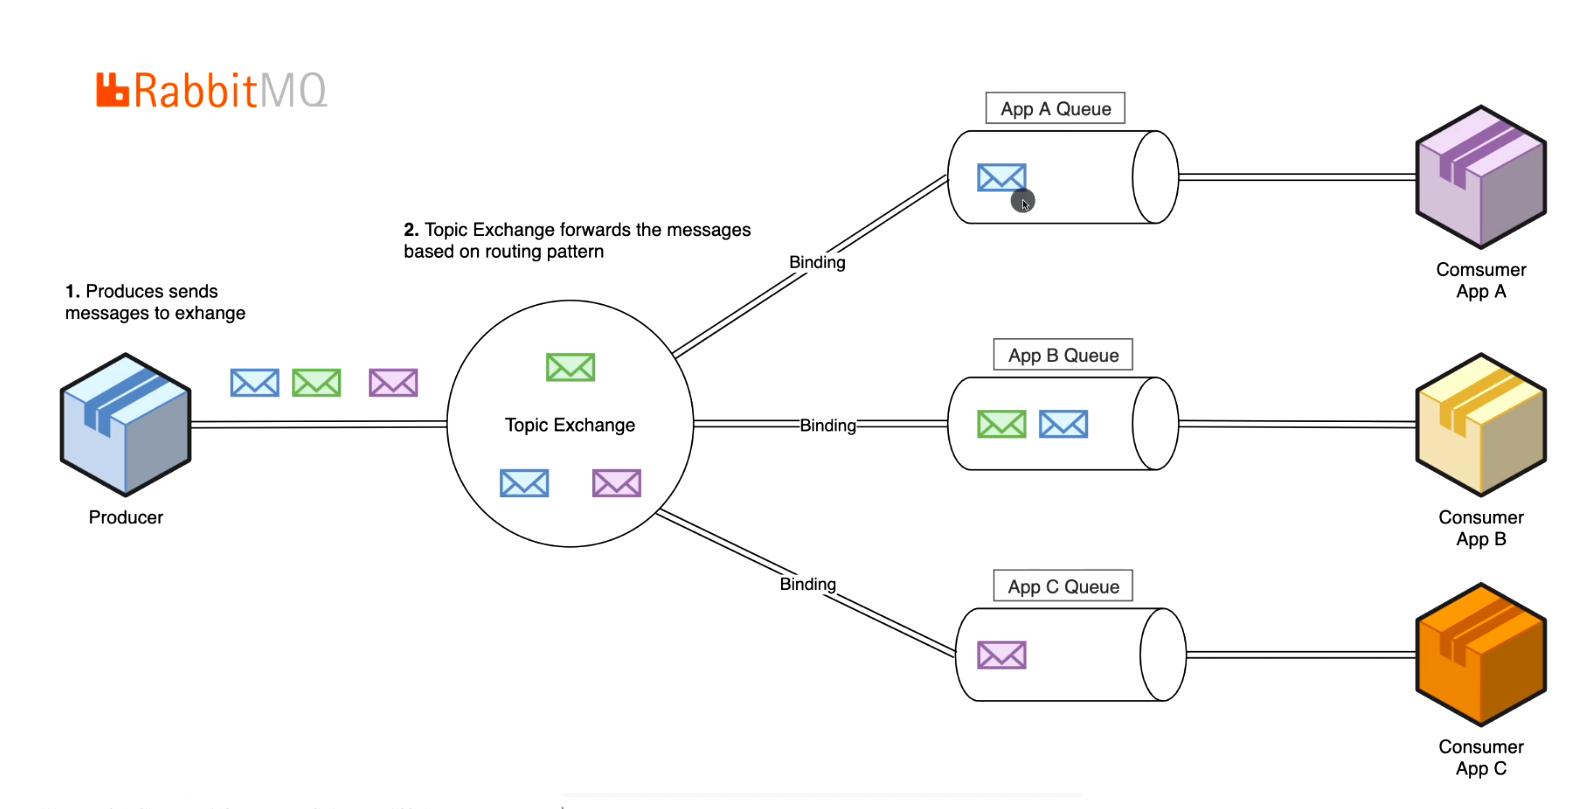 RabbitMQ
App A Queue
2. Topic Exchange forwards the messages
based on routing pattern
Binding
Comsumer
App A
1. Produces sends
messages to exhange
App B Queue
Topic Exchange
Binding
Producer
Consumer
App B
Binding
App C Queue
Consumer
App C